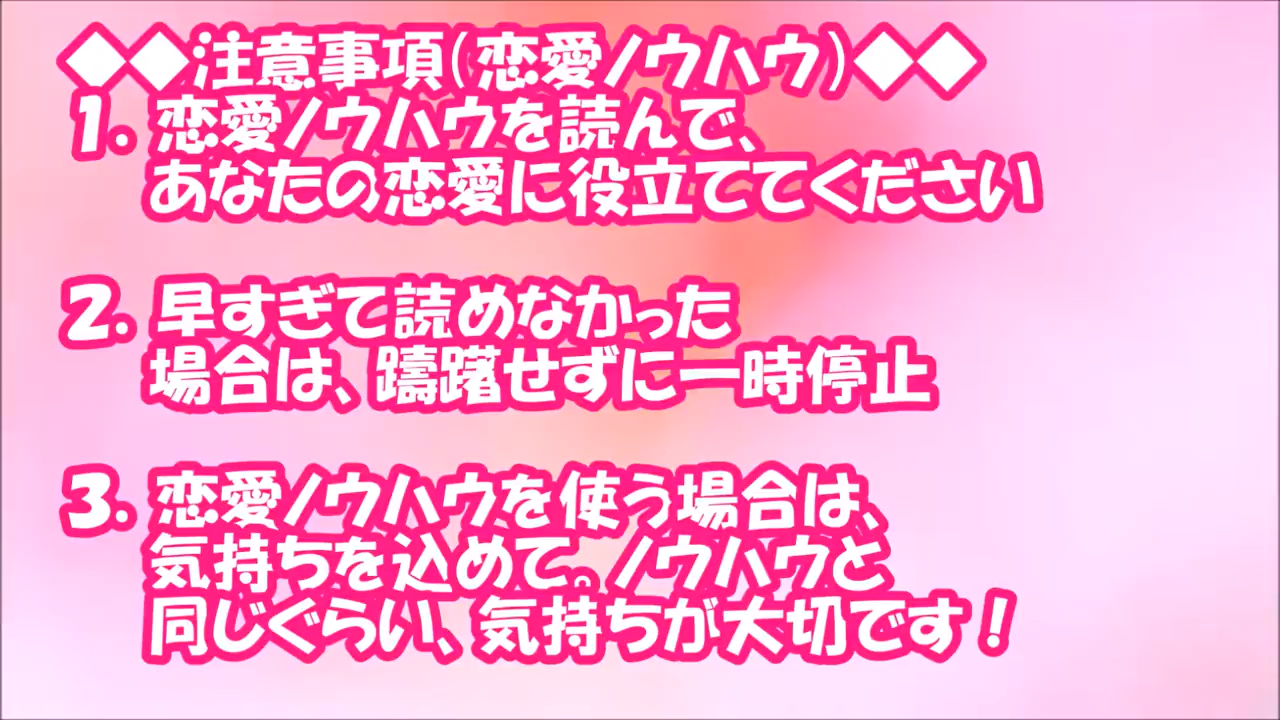 ◆◆注意事項(恋愛ノウハウ)◆◆
1. 恋愛ノウハウを読んで、
あなたの恋愛に役立ててください
2. 早すぎて読めなかった
場合は、躊躇せずに一時停止
3. 恋愛ノウハウを使う場合は、
気持ちを込めて。ノウハウと
同じぐらい、気持ちが大切です！